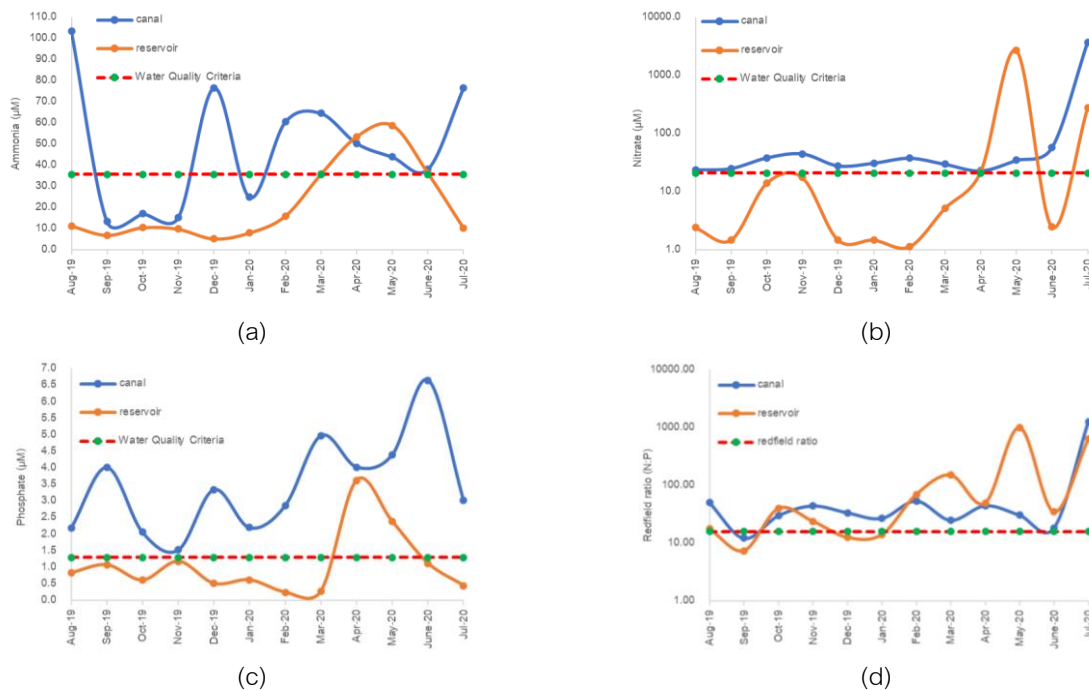 110.0
100.0
90.0
80.0
70.0
60.0
50.0
40.0
30.0
20.0
10.0
0.0
Ammonia (µM)
canal
reservoir
Water Quality Criteria
Aug-19
Sep-19
Oct-19
Nov-19
Dec-19
Jan-20
Feb-20
Mar-20
Apr-20
May-20
June-20
Jul-20
(a)
10000.0
1000.0
100.0
10.0
1.0
Nitrate (µM)
canal
reservoir
Water Quality Criteria
Aug-19
Sep-19
Oct-19
Nov-19
Dec-19
Jan-20
Feb-20
Mar-20
Apr-20
May-20
June-20
Jul-20
(b)
7.0
6.5
6.0
5.5
5.0
4.5
4.0
3.5
3.0
2.5
2.0
1.5
1.0
0.5
0.0
Phosphate (µM)
canal
reservoir
Water Quality Criteria
Aug-19
Sep-19
Oct-19
Nov-19
Dec-19
Jan-20
Feb-20
Mar-20
Apr-20
May-20
June-20
Jul-20
(c)
10000.00
1000.00
100.00
10.00
1.00
Redfield ratio (N:P)
canal
reservoir
redfield ratio
Aug-19
Sep-19
Oct-19
Nov-19
Dec-19
Jan-20
Feb-20
Mar-20
Apr-20
May-20
June-20
Jul-20
(d)